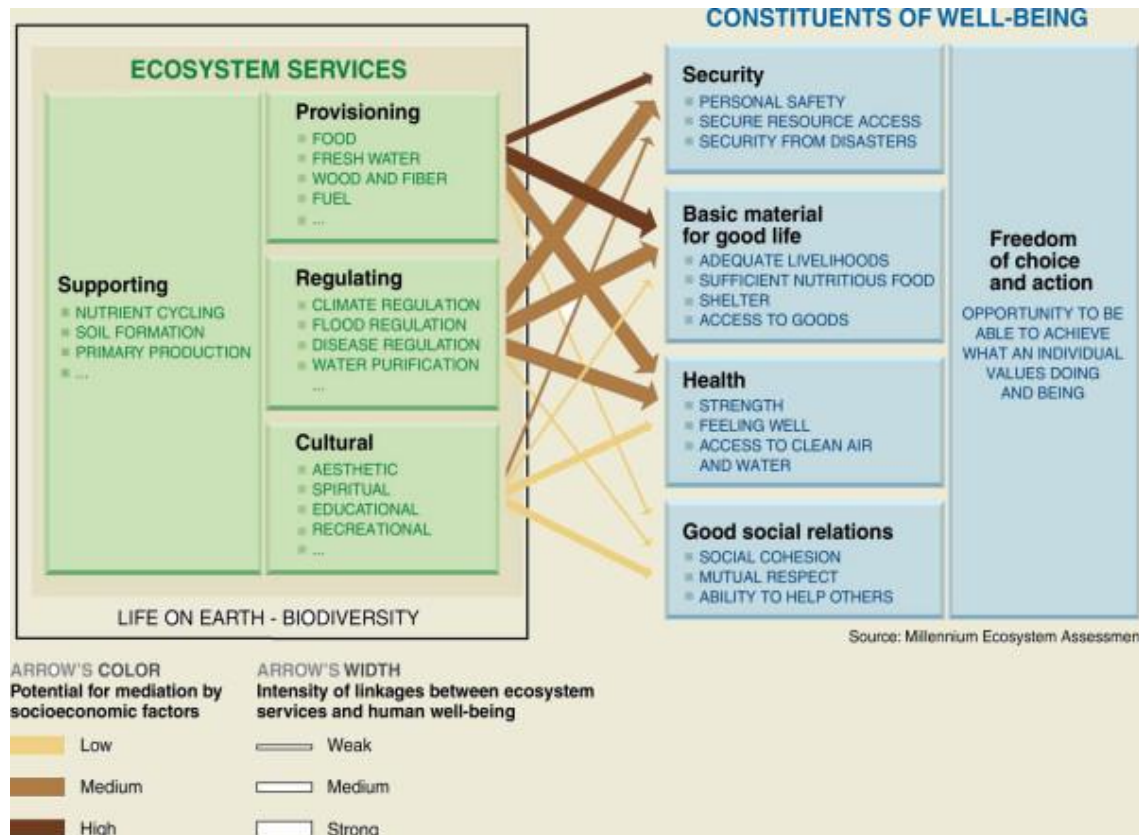 CONSTITUENTS OF WELL-BEING
ECOSYSTEM SERVICES
Supporting
NUTRIENT CYCLING
SOIL FORMATION
PRIMARY PRODUCTION
...
Provisioning
FOOD
FRESH WATER
WOOD AND FIBER
FUEL
...
Regulating
CLIMATE REGULATION
FLOOD REGULATION
DISEASE REGULATION
WATER PURIFICATION
...
Cultural
AESTHETIC
SPIRITUAL
EDUCATIONAL
RECREATIONAL
...
LIFE ON EARTH - BIODIVERSITY
Security
PERSONAL SAFETY
SECURE RESOURCE ACCESS
SECURITY FROM DISASTERS
Basic material
for good life
ADEQUATE LIVELIHOODS
SUFFICIENT NUTRITIOUS FOOD
SHELTER
ACCESS TO GOODS
Health
STRENGTH
FEELING WELL
ACCESS TO CLEAN AIR
AND WATER
Good social relations
SOCIAL COHESION
MUTUAL RESPECT
ABILITY TO HELP OTHERS
Freedom
of choice
and action
OPPORTUNITY TO BE
ABLE TO ACHIEVE
WHAT AN INDIVIDUAL
VALUES DOING
AND BEING
Source: Millennium Ecosystem Assessmen
ARROW'S COLOR
Potential for mediation by
socioeconomic factors
Low
Medium
High
ARROW'S WIDTH
Intensity of linkages between ecosystem
services and human well-being
Weak
Medium
Strong